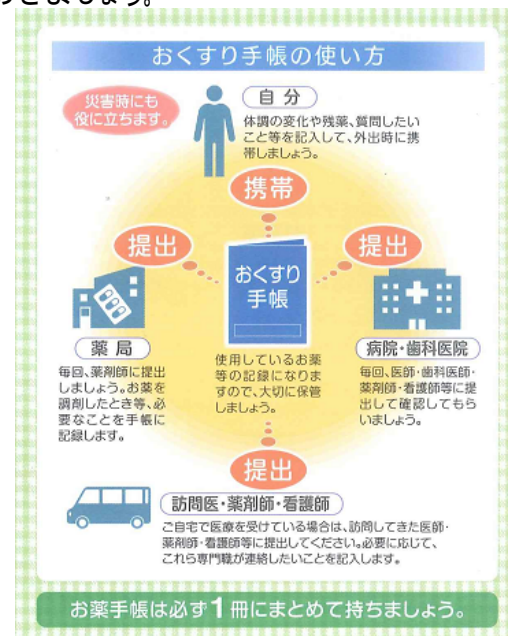 きましょう。
おくすり手帳の使い方
災害時にも
役に立ちます。
自分
体調の変化や残薬、質問したい
こと等を記入して、外出時に携
帯しましょう。
携帯
提出
提出
おくすり
手帳
薬局
毎回、薬剤師に提出
しましょう。お薬を
調剤したとき等、必
要なことを手帳に
記録します。
使用しているお薬
等の記録になりま
すので、大切に保管
しましょう。
病院・歯科医院
毎回、医師・歯科医師・
薬剤師・看護師等に提
出して確認してもら
いましょう。
提出
訪問医・薬剤師・看護師
ご自宅で医療を受けている場合は、訪問してきた医師・
薬剤師・看護師等に提出してください。必要に応じて、
これら専門職が連絡したいことを記入します。
お薬手帳は必ず1冊にまとめて持ちましょう。